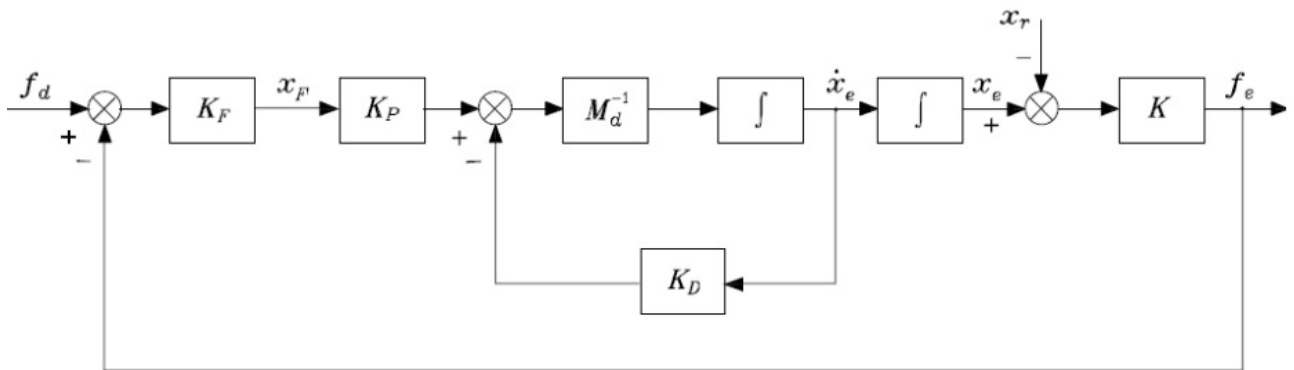 x_r
−
f_d
+
−
K_F
x_F
K_P
+
−
M_d^{-1}
∫
ẋ_e
∫
x_e
+
K
f_e
K_D